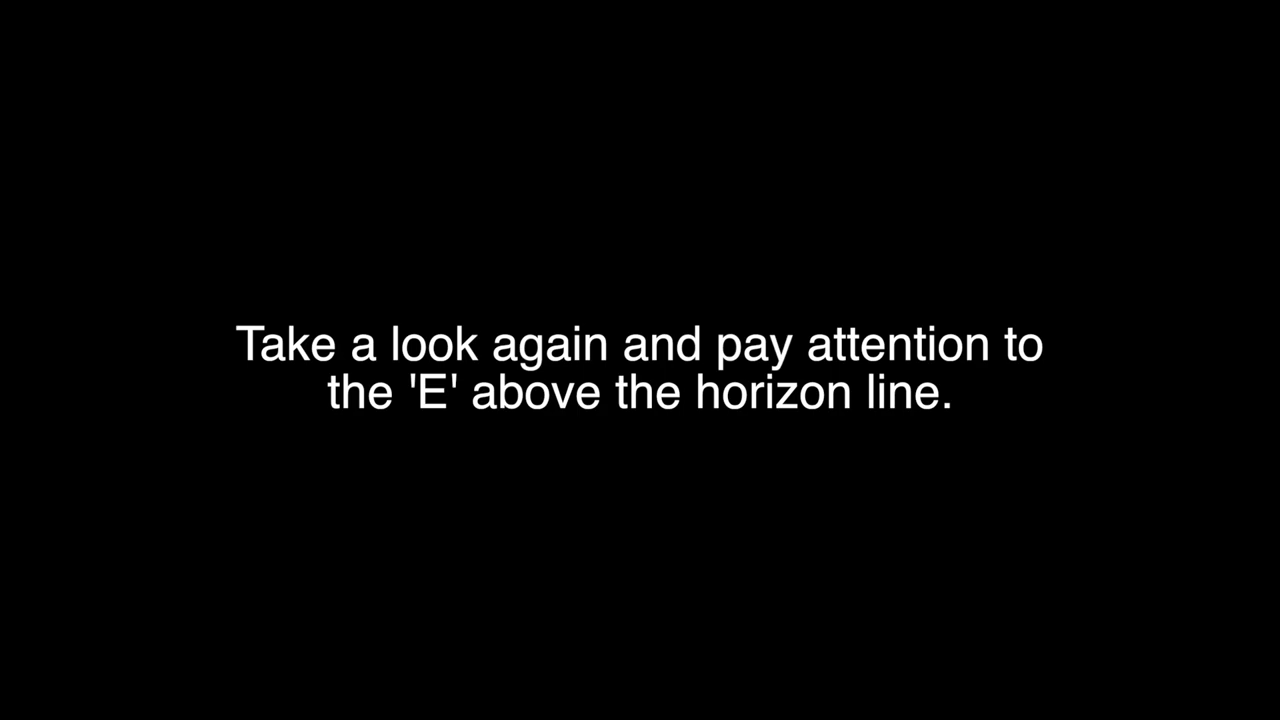 Take a look again and pay attention to
the 'E' above the horizon line.